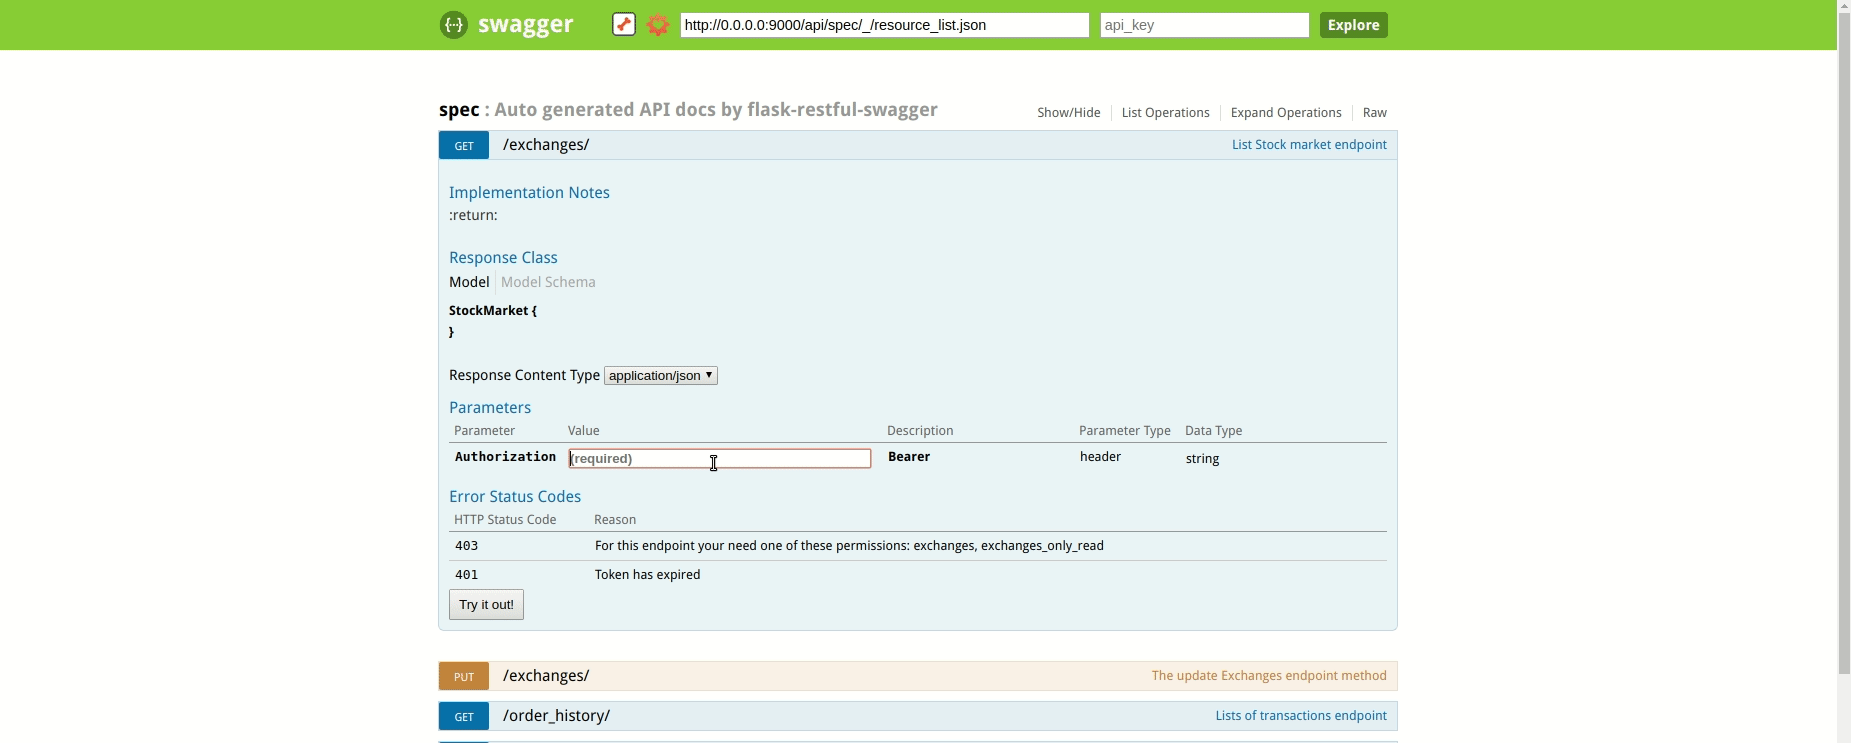 {···} swagger http://0.0.0.0:9000/api/spec/_/resource_list.json api_key Explore
spec : Auto generated API docs by flask-restful-swagger Show/Hide List Operations Expand Operations Raw
GET /exchanges/ List Stock market endpoint
Implementation Notes
:return:
Response Class
Model Model Schema
StockMarket {
}
Response Content Type application/json
Parameters
Parameter Value Description Parameter Type Data Type
Authorization (required) Bearer header string
Error Status Codes
HTTP Status Code Reason
403 For this endpoint your need one of these permissions: exchanges, exchanges_only_read
401 Token has expired
Try it out!
PUT /exchanges/ The update Exchanges endpoint method
GET /order_history/ Lists of transactions endpoint